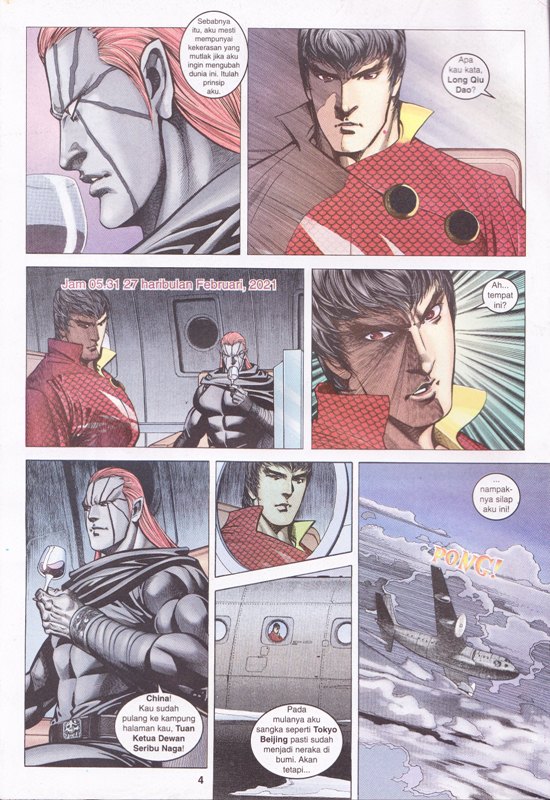 Sebabnya
itu, aku mesti
mempunyai
kekerasan yang
mutlak jika aku
ingin mengubah
dunia ini. Itulah
prinsip
aku.
Apa
kau kata,
Long Qiu
Dao?
Jam 05.31 27 haribulan Februari, 2021
Ah...
tempat
ini?
China!
Kau sudah
pulang ke kampung
halaman kau, Tuan
Ketua Dewan
Seribu Naga!
Pada
mulanya aku
sangka seperti Tokyo
Beijing pasti sudah
menjadi neraka di
bumi. Akan
tetapi...
...
nampak-
nya silap
aku ini!
PONG!
4